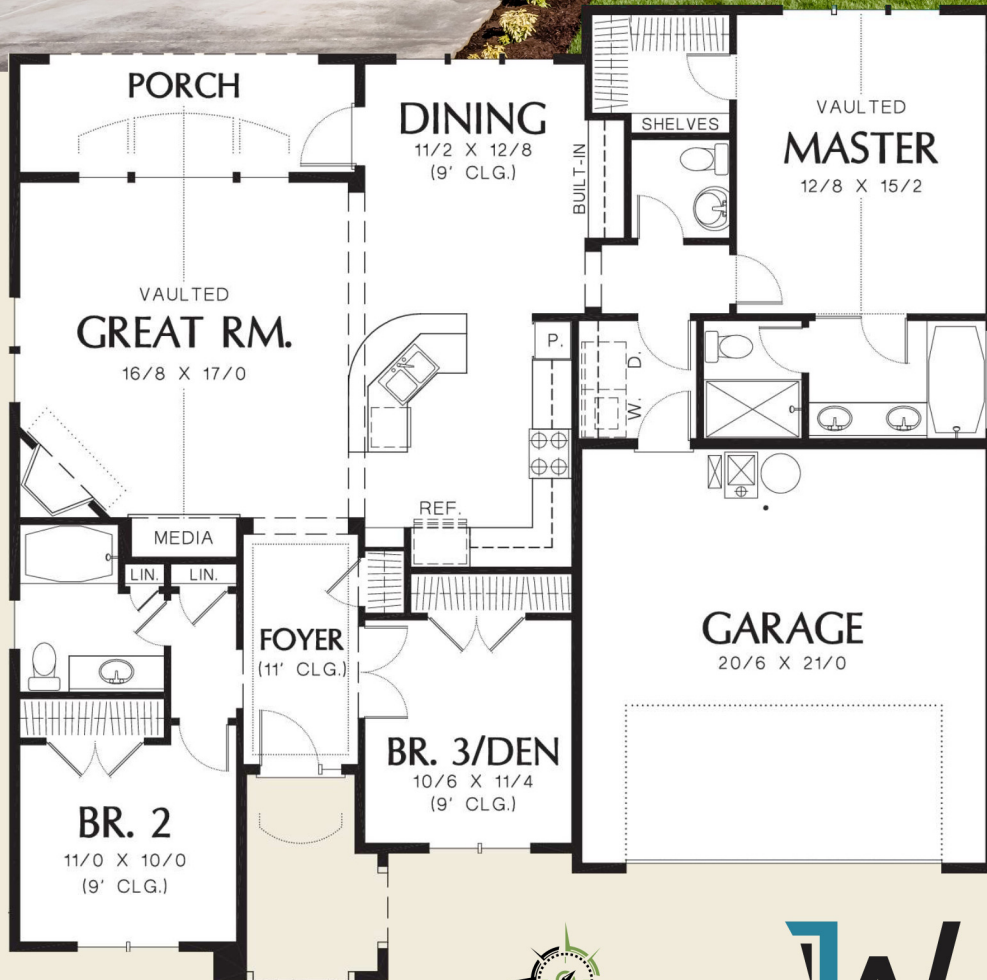 PORCH
DINING
11/2 X 12/8
(9' CLG.)
BUILT-IN
SHELVES
VAULTED
MASTER
12/8 X 15/2
VAULTED
GREAT RM.
16/8 X 17/0
P.
W. D.
REF.
MEDIA
LIN.
LIN.
FOYER
(11' CLG.)
GARAGE
20/6 X 21/0
BR. 3/DEN
10/6 X 11/4
(9' CLG.)
BR. 2
11/0 X 10/0
(9' CLG.)